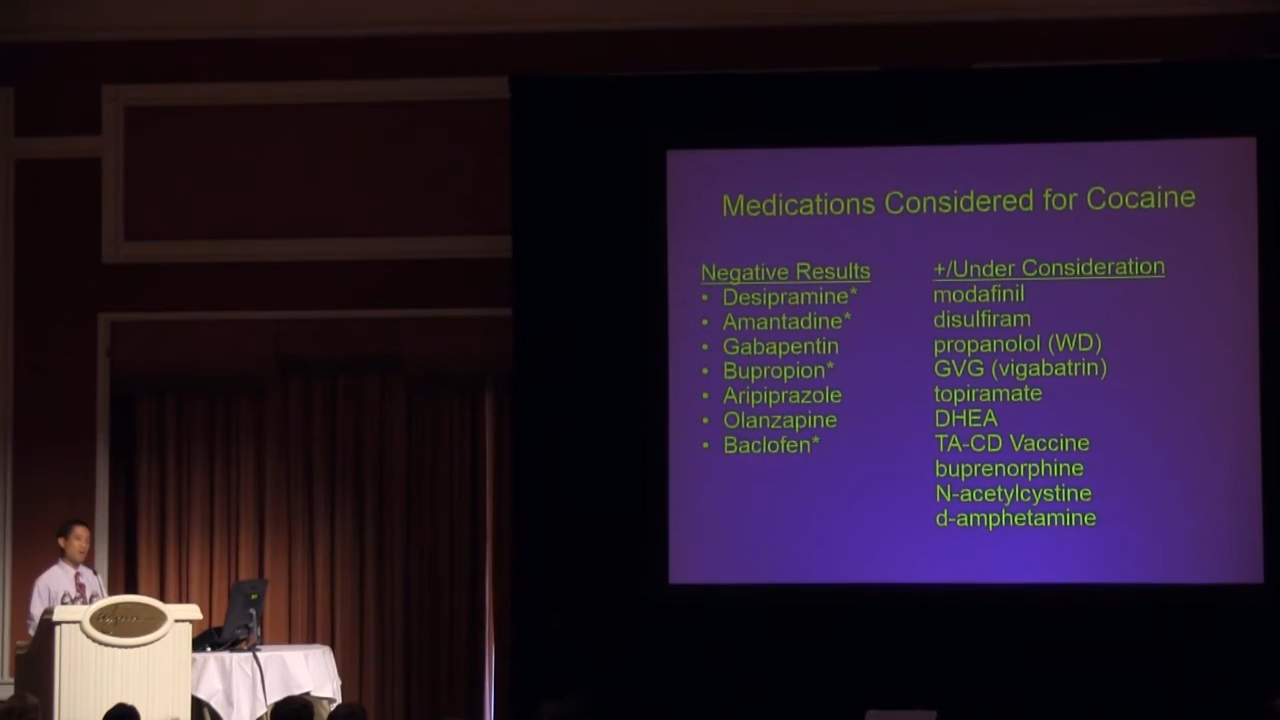 Medications Considered for Cocaine
Negative Results
• Desipramine*
• Amantadine*
• Gabapentin
• Bupropion*
• Aripiprazole
• Olanzapine
• Baclofen*
+/Under Consideration
modafinil
disulfiram
propanolol (WD)
GVG (vigabatrin)
topiramate
DHEA
TA-CD Vaccine
buprenorphine
N-acetylcystine
d-amphetamine